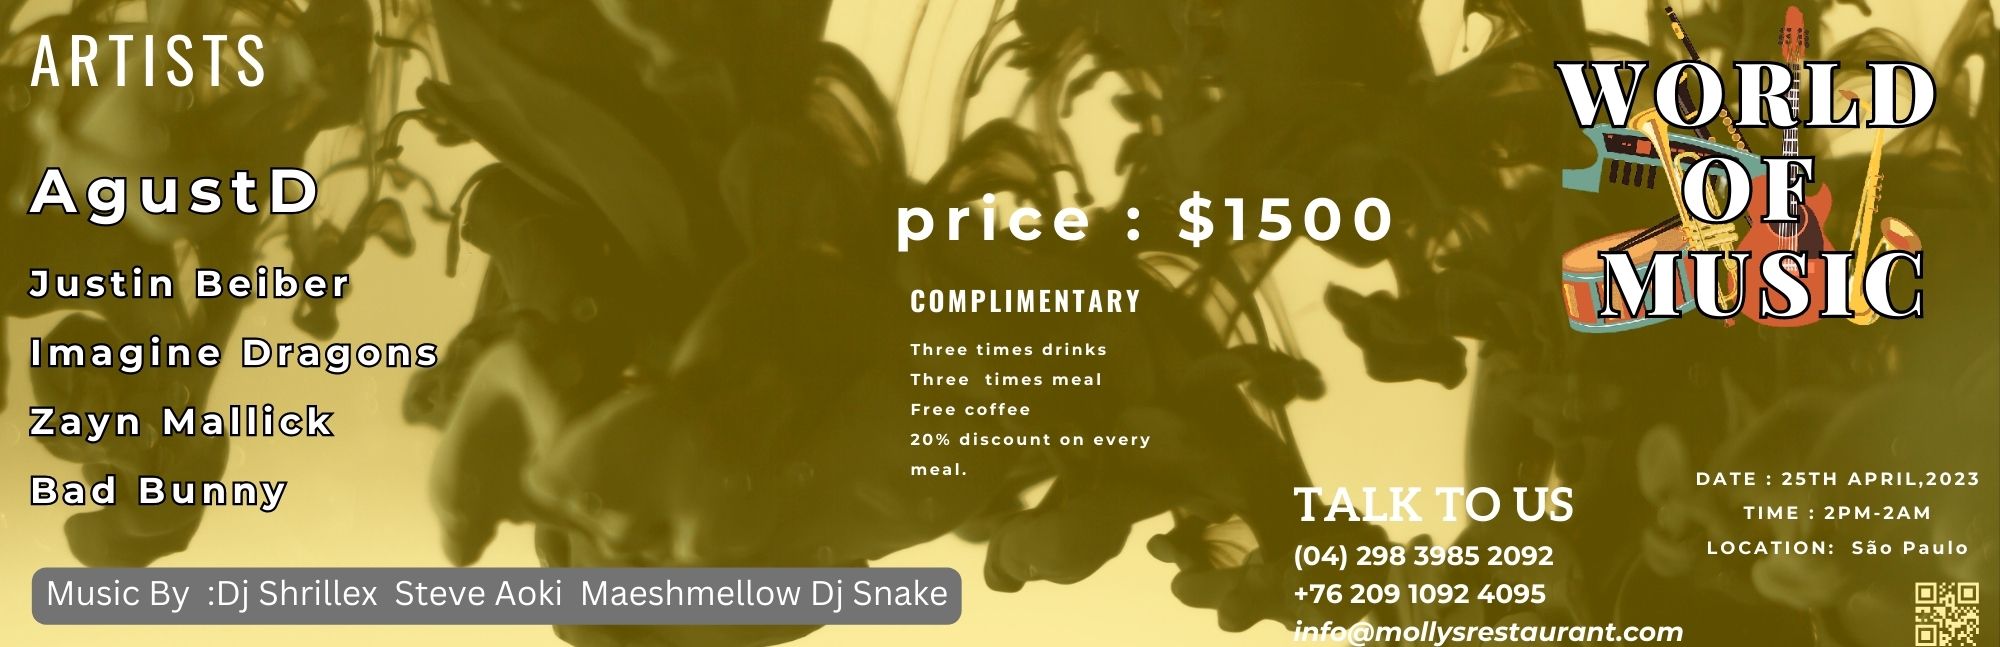 ARTISTS
AgustD
Justin Beiber
Imagine Dragons
Zayn Mallick
Bad Bunny
Music By  :Dj Shrillex  Steve Aoki  Maeshmellow Dj Snake
price : $1500
COMPLIMENTARY
Three times drinks
Three  times meal
Free coffee
20% discount on every
meal.
TALK TO US
(04) 298 3985 2092
+76 209 1092 4095
info@mollysrestaurant.com
WORLD
OF
MUSIC
DATE : 25TH APRIL,2023
TIME : 2PM-2AM
LOCATION:  São Paulo